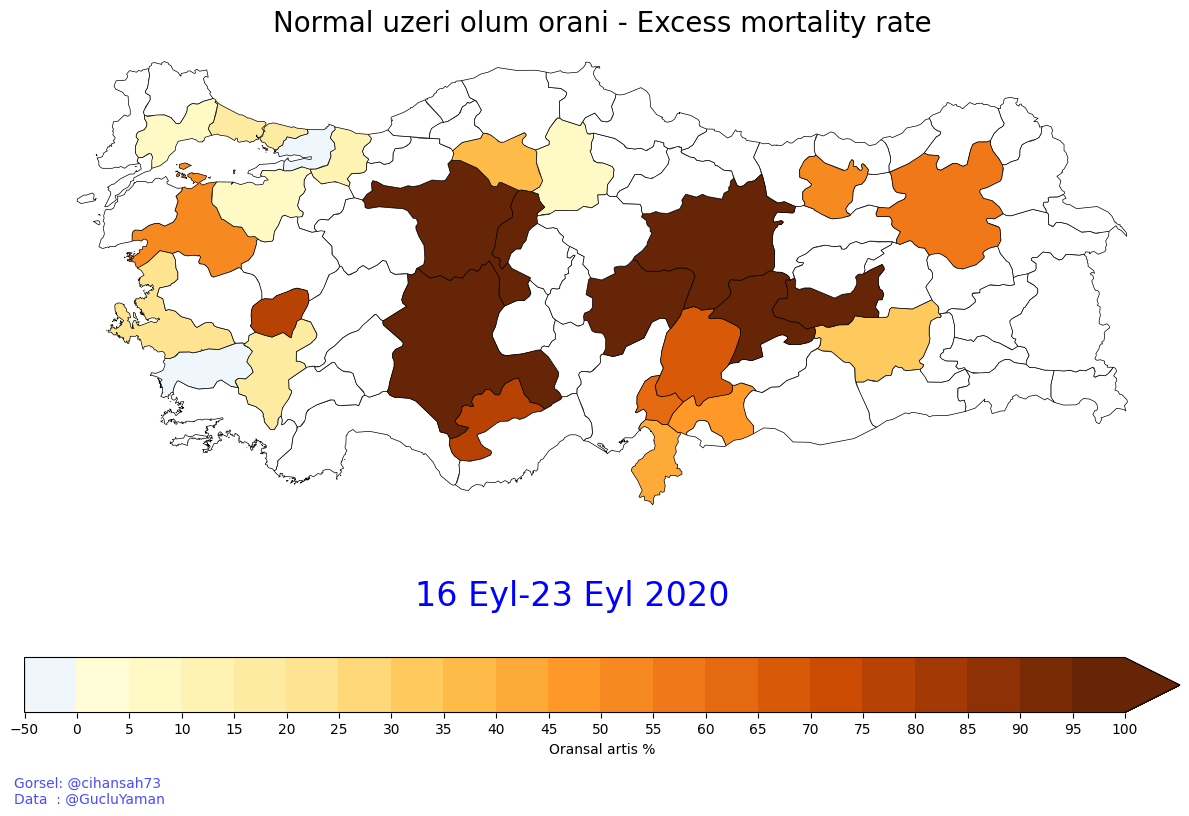 Normal uzeri olum orani - Excess mortality rate
16 Eyl-23 Eyl 2020
−50 0 5 10 15 20 25 30 35 40 45 50 55 60 65 70 75 80 85 90 95 100
Oransal artis %
Gorsel: @cihansah73
Data  : @GucluYaman